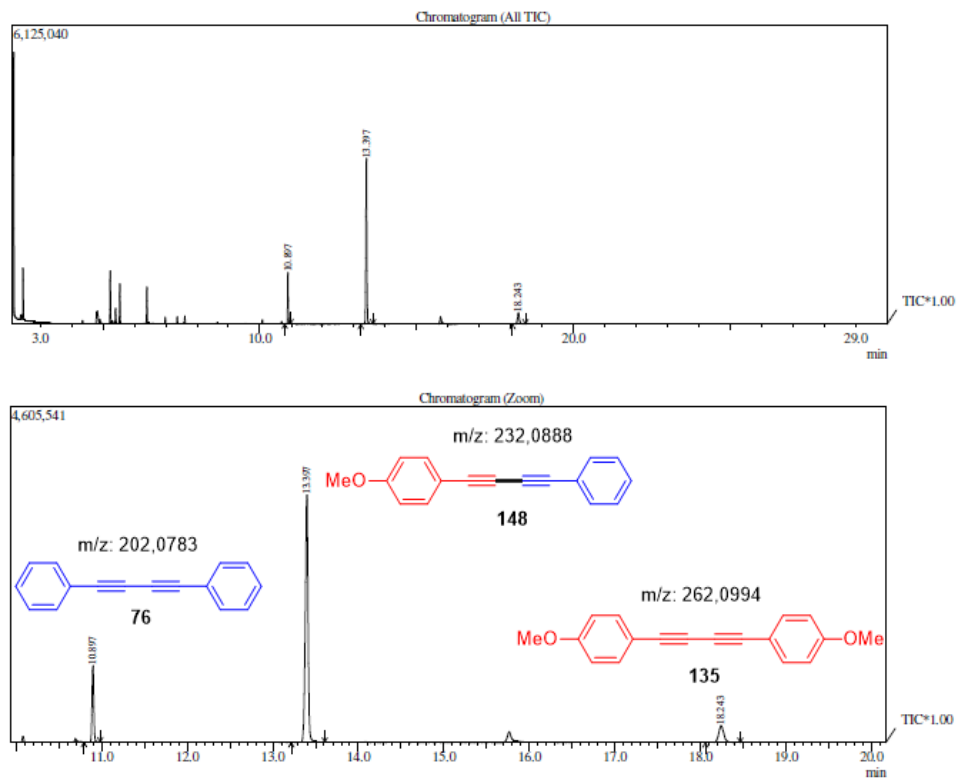 Chromatogram (All TIC)
6,125,040
13.397
10.897
18.243
TIC*1.00
3.0 10.0 20.0 29.0
min
Chromatogram (Zoom)
4,605,541
m/z: 232,0888
13.397
MeO
148
m/z: 202,0783
m/z: 262,0994
76
MeO OMe
135
10.897
18.243
TIC*1.00
11.0 12.0 13.0 14.0 15.0 16.0 17.0 18.0 19.0 20.0
min